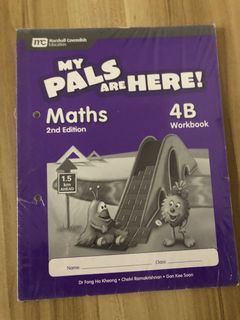 mc Marshall Cavendish
Education
MY
PALS
ARE HERE!
Maths
2nd Edition
4B
Workbook
1.5
km
AHEAD
Name: Class:
Dr Fong Ho Kheong • Chelvi Ramakrishnan • Gan Kee Soon